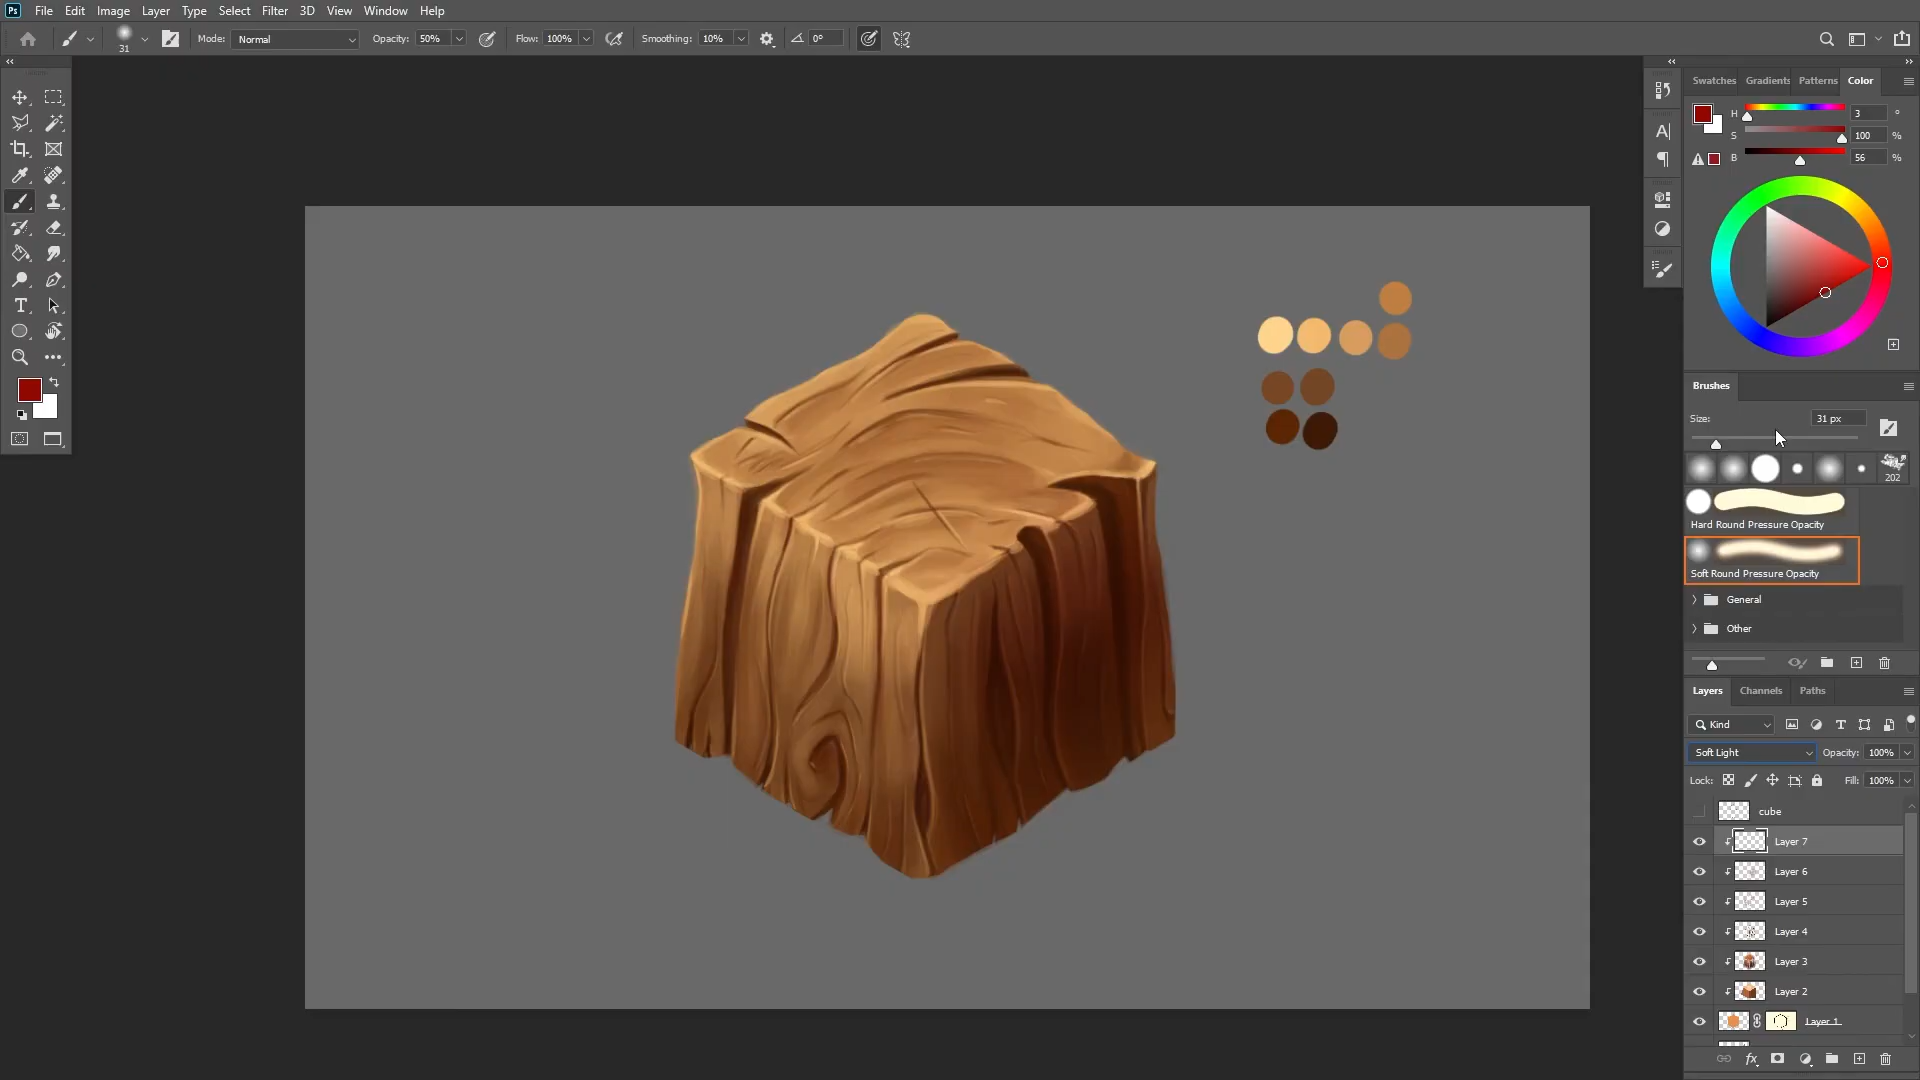 Ps File Edit Image Layer Type Select Filter 3D View Window Help
31 Mode: Normal Opacity: 50% Flow: 100% Smoothing: 10% 0°
Swatches Gradients Patterns Color
H 3 °
S 100 %
B 56 %
Brushes
Size: 31 px
202
Hard Round Pressure Opacity
Soft Round Pressure Opacity
General
Other
Layers Channels Paths
Kind
Soft Light Opacity: 100%
Lock: Fill: 100%
cube
Layer 7
Layer 6
Layer 5
Layer 4
Layer 3
Layer 2
Layer 1